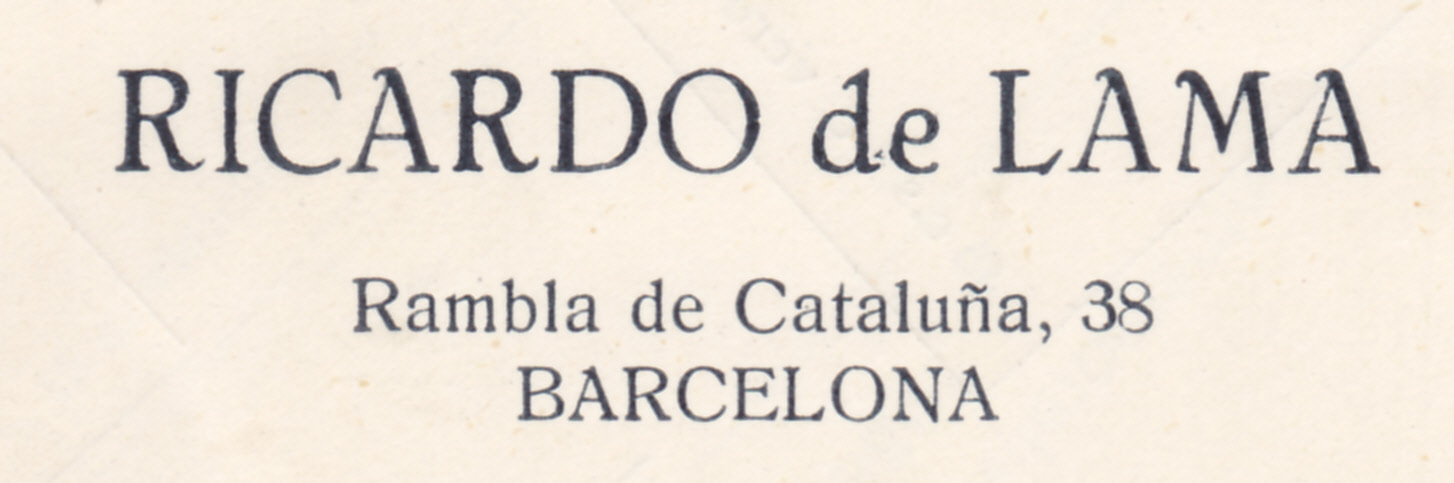 RICARDO de LAMA
Rambla de Cataluña, 38
BARCELONA